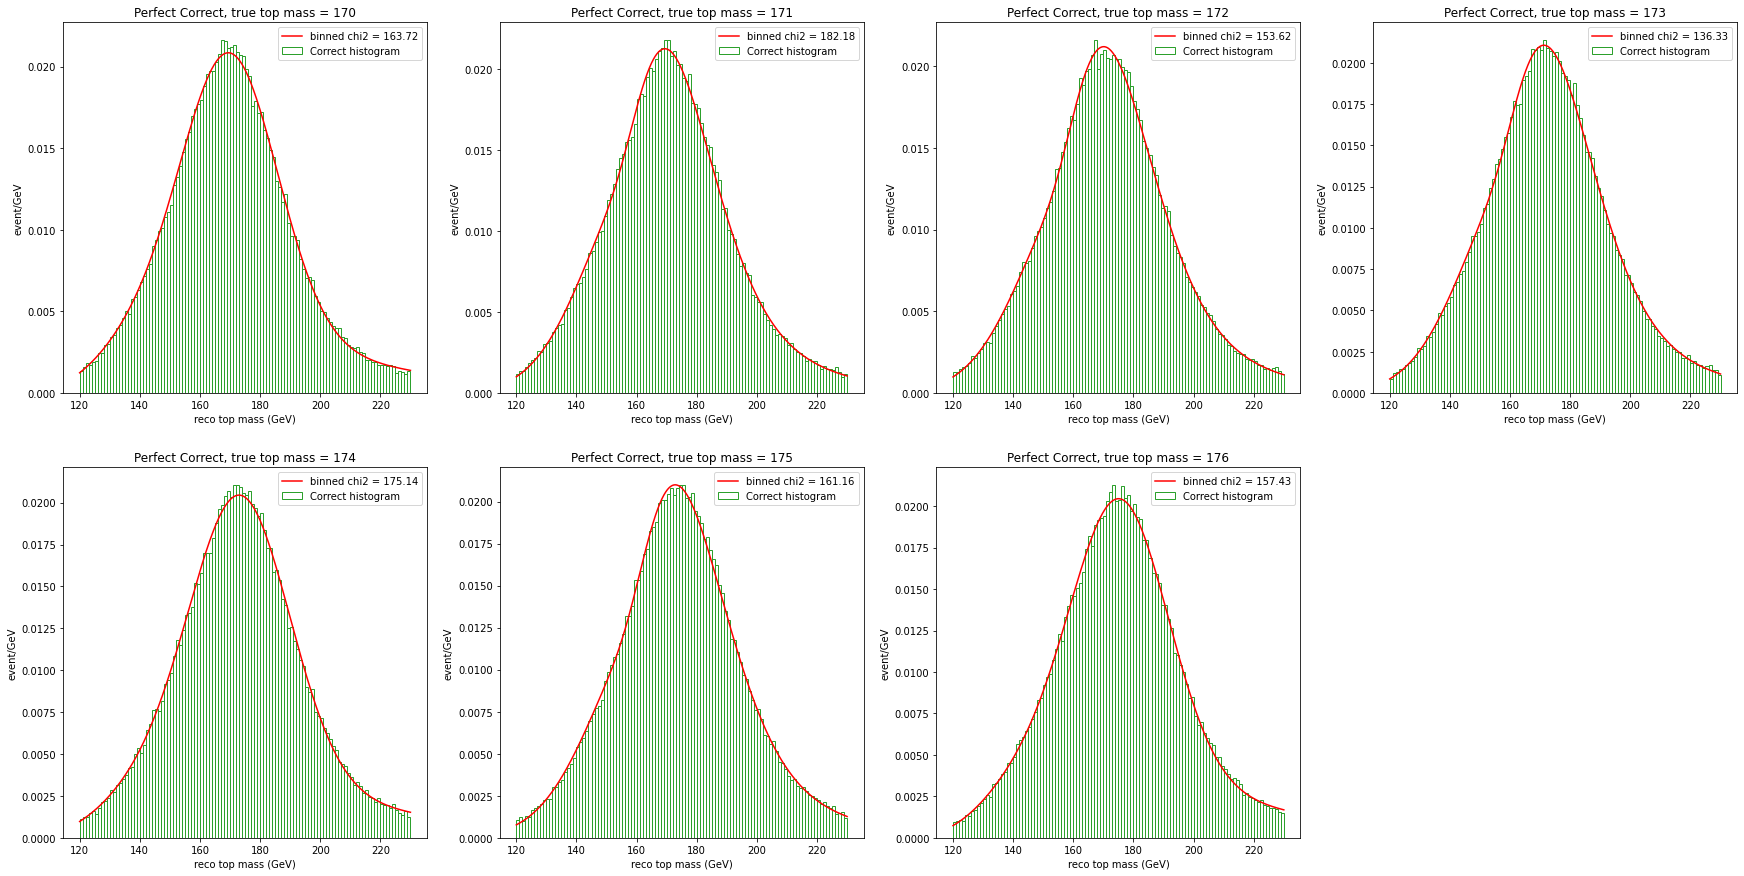 Perfect Correct, true top mass = 170
binned chi2 = 163.72
Correct histogram
event/GeV
0.020
0.015
0.010
0.005
0.000
120 140 160 180 200 220
reco top mass (GeV)
Perfect Correct, true top mass = 171
binned chi2 = 182.18
Correct histogram
event/GeV
0.020
0.015
0.010
0.005
0.000
120 140 160 180 200 220
reco top mass (GeV)
Perfect Correct, true top mass = 172
binned chi2 = 153.62
Correct histogram
event/GeV
0.020
0.015
0.010
0.005
0.000
120 140 160 180 200 220
reco top mass (GeV)
Perfect Correct, true top mass = 173
binned chi2 = 136.33
Correct histogram
event/GeV
0.0200
0.0175
0.0150
0.0125
0.0100
0.0075
0.0050
0.0025
0.0000
120 140 160 180 200 220
reco top mass (GeV)
Perfect Correct, true top mass = 174
binned chi2 = 175.14
Correct histogram
event/GeV
0.0200
0.0175
0.0150
0.0125
0.0100
0.0075
0.0050
0.0025
0.0000
120 140 160 180 200 220
reco top mass (GeV)
Perfect Correct, true top mass = 175
binned chi2 = 161.16
Correct histogram
event/GeV
0.0200
0.0175
0.0150
0.0125
0.0100
0.0075
0.0050
0.0025
0.0000
120 140 160 180 200 220
reco top mass (GeV)
Perfect Correct, true top mass = 176
binned chi2 = 157.43
Correct histogram
event/GeV
0.0200
0.0175
0.0150
0.0125
0.0100
0.0075
0.0050
0.0025
0.0000
120 140 160 180 200 220
reco top mass (GeV)